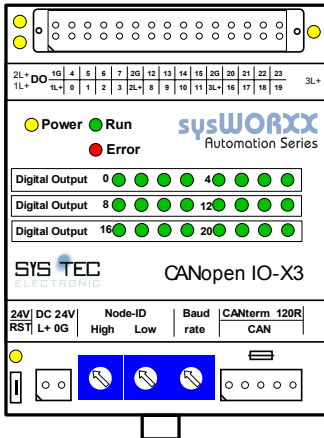 2L+ DO 1G 4 5 6 7 2G 12 13 14 15 2G 20 21 22 23
1L+ 1L+ 0 1 2 3 2L+ 8 9 10 11 3L+ 16 17 18 19 3L+
Power Run sysWORXX
Error Automation Series
Digital Output 0 4
Digital Output 8 12
Digital Output 16 20
SYS TEC
ELECTRONIC
CANopen IO-X3
24V DC 24V Node-ID Baud CANterm 120R
RST L+ 0G High Low rate CAN